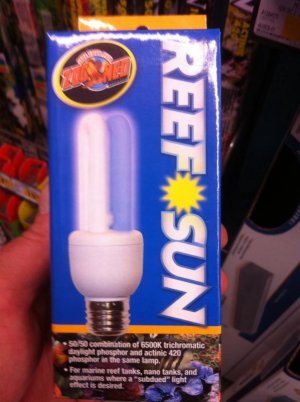 ZOO MED
REEF SUN
• 50/50 combination of 6500K trichromatic
daylight phosphor and actinic 420
phosphor in the same lamp.
• For marine reef tanks, nano tanks, and
aquariums where a "subdued" light
effect is desired.